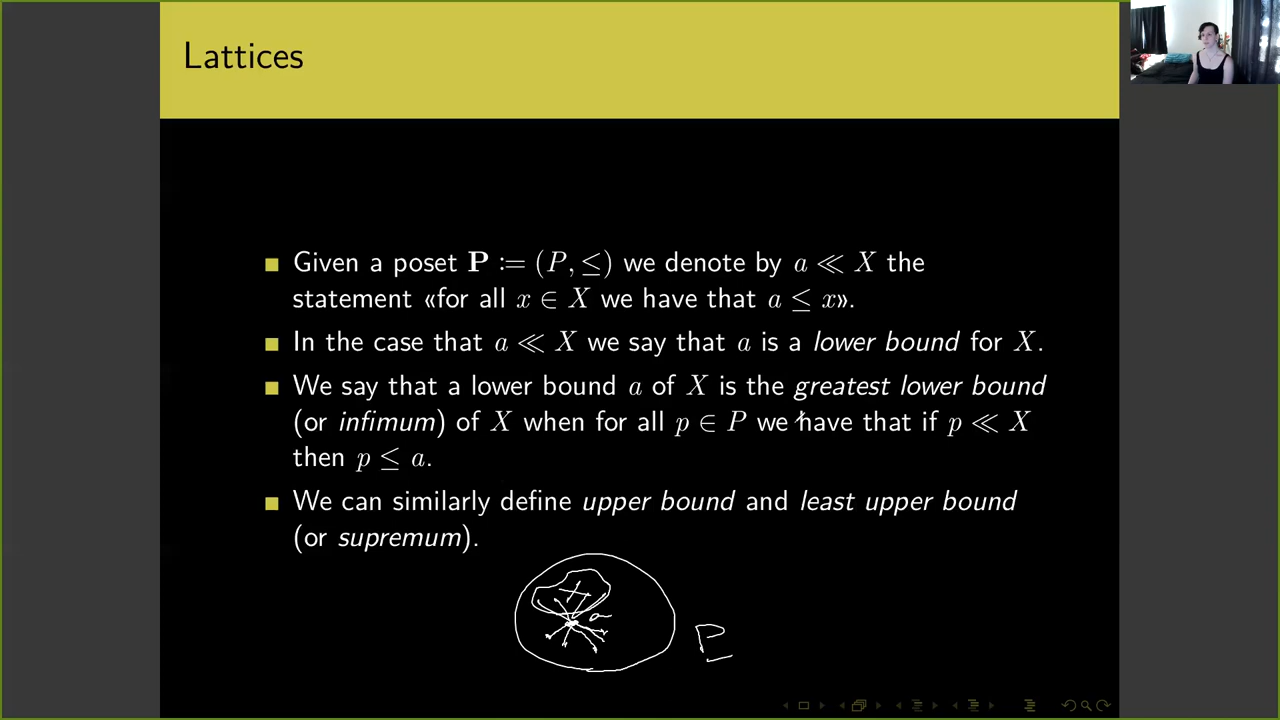 Lattices
Given a poset P := (P, ≤) we denote by a ≪ X the
statement «for all x ∈ X we have that a ≤ x».
In the case that a ≪ X we say that a is a lower bound for X.
We say that a lower bound a of X is the greatest lower bound
(or infimum) of X when for all p ∈ P we have that if p ≪ X
then p ≤ a.
We can similarly define upper bound and least upper bound
(or supremum).
X
a
P